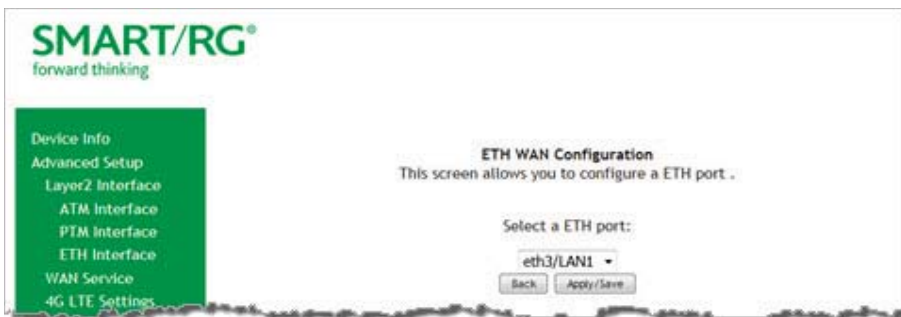 SMART/RG®
forward thinking
Device Info
Advanced Setup
Layer2 Interface
ATM Interface
PTM Interface
ETH Interface
WAN Service
4G LTE Settings
ETH WAN Configuration
This screen allows you to configure a ETH port .
Select a ETH port:
eth3/LAN1
Back Apply/Save